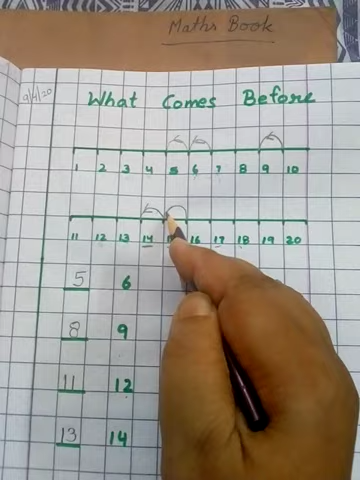 Maths Book
9/4/20
What Comes Before
1 2 3 4 5 6 7 8 9 10
11 12 13 14 16 17 18 19 20
5 6
8 9
11 12
13 14